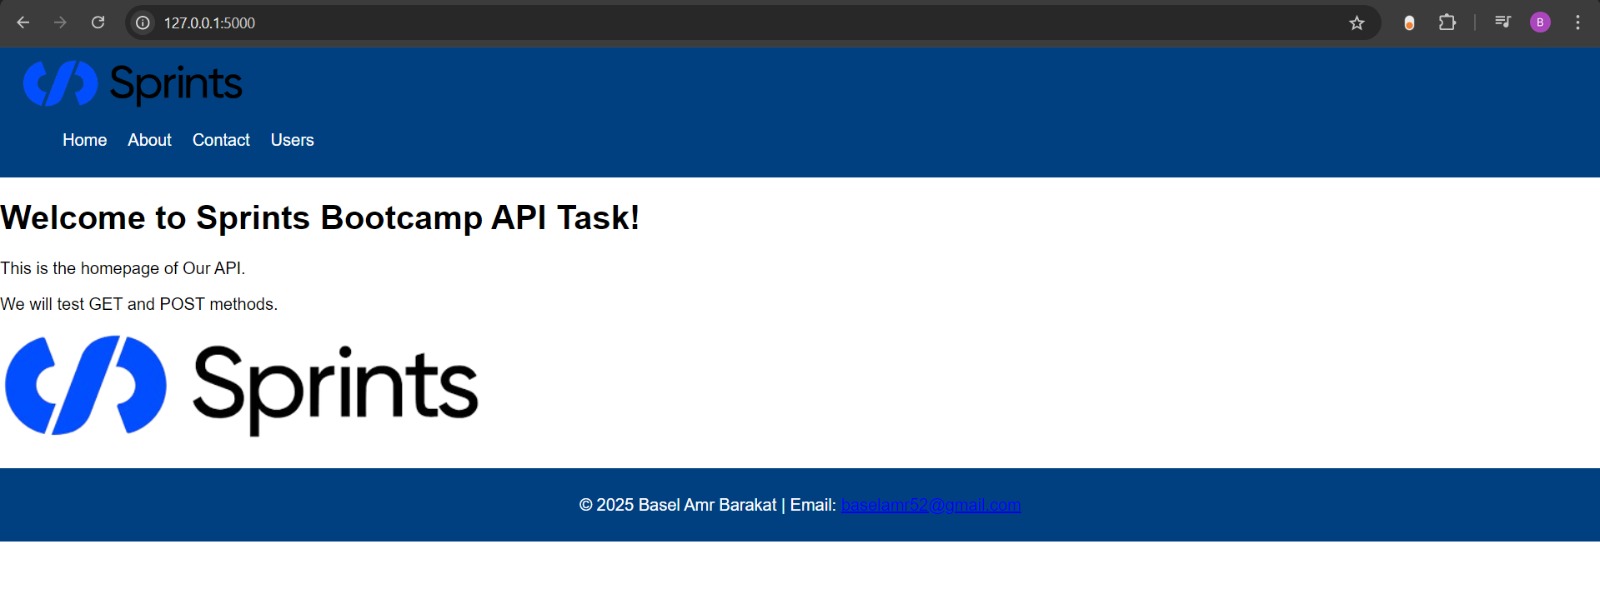 127.0.0.1:5000
B
Sprints
Home About Contact Users
Welcome to Sprints Bootcamp API Task!
This is the homepage of Our API.
We will test GET and POST methods.
Sprints
© 2025 Basel Amr Barakat | Email: baselamr52@gmail.com